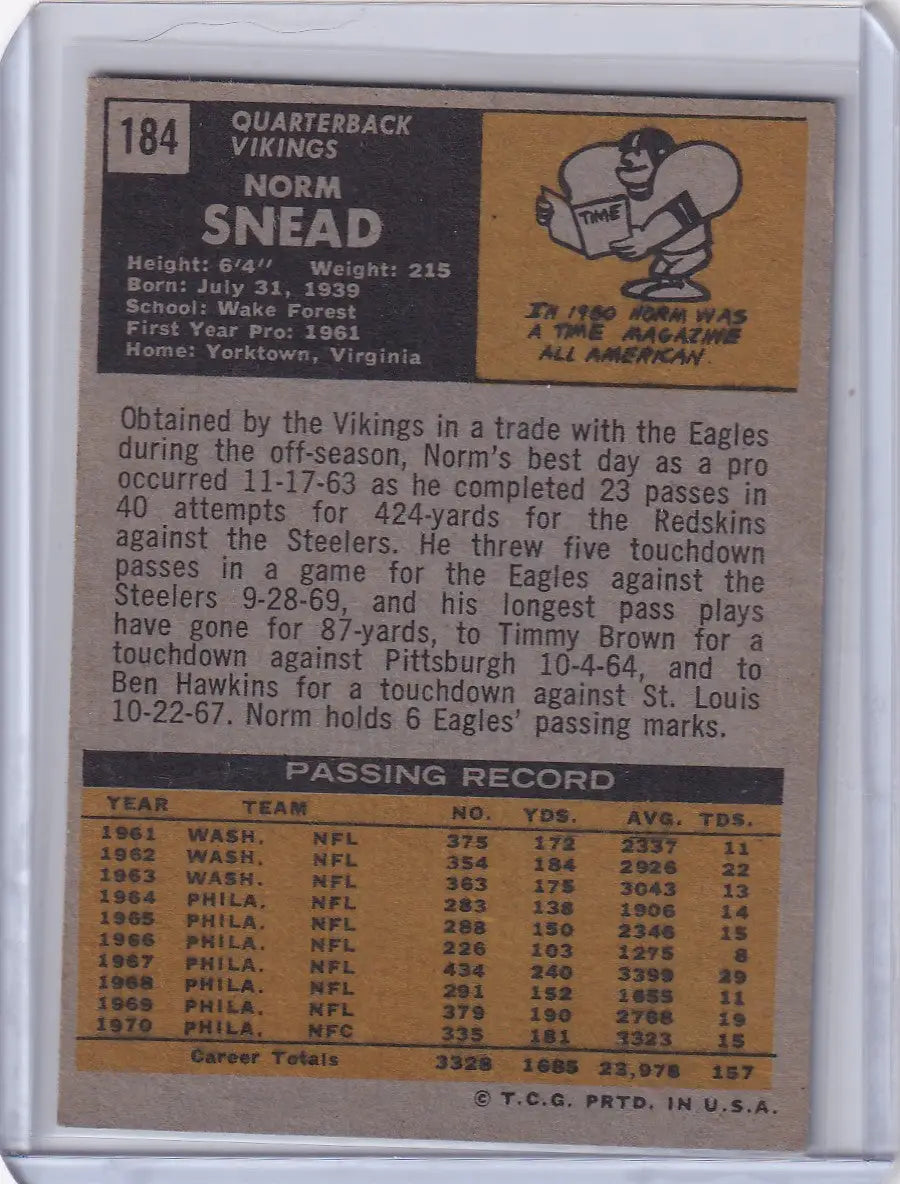 184
QUARTERBACK
VIKINGS
NORM
SNEAD
Height: 6'4" Weight: 215
Born: July 31, 1939
School: Wake Forest
First Year Pro: 1961
Home: Yorktown, Virginia
TIME
IN 1960 NORM WAS
A TIME MAGAZINE
ALL AMERICAN.
Obtained by the Vikings in a trade with the Eagles
during the off-season, Norm's best day as a pro
occurred 11-17-63 as he completed 23 passes in
40 attempts for 424-yards for the Redskins
against the Steelers. He threw five touchdown
passes in a game for the Eagles against the
Steelers 9-28-69, and his longest pass plays
have gone for 87-yards, to Timmy Brown for a
touchdown against Pittsburgh 10-4-64, and to
Ben Hawkins for a touchdown against St. Louis
10-22-67. Norm holds 6 Eagles' passing marks.
PASSING RECORD
YEAR TEAM NO. YDS. AVG. TDS.
1961 WASH. NFL 375 172 2337 11
1962 WASH. NFL 354 184 2926 22
1963 WASH. NFL 363 175 3043 13
1964 PHILA. NFL 283 138 1906 14
1965 PHILA. NFL 288 150 2346 15
1966 PHILA. NFL 226 103 1275 8
1967 PHILA. NFL 434 240 3399 29
1968 PHILA. NFL 291 152 1655 11
1969 PHILA. NFL 379 190 2768 19
1970 PHILA. NFC 335 181 2323 15
Career Totals 3328 1685 23,978 157
© T.C.G. PRTD. IN U.S.A.